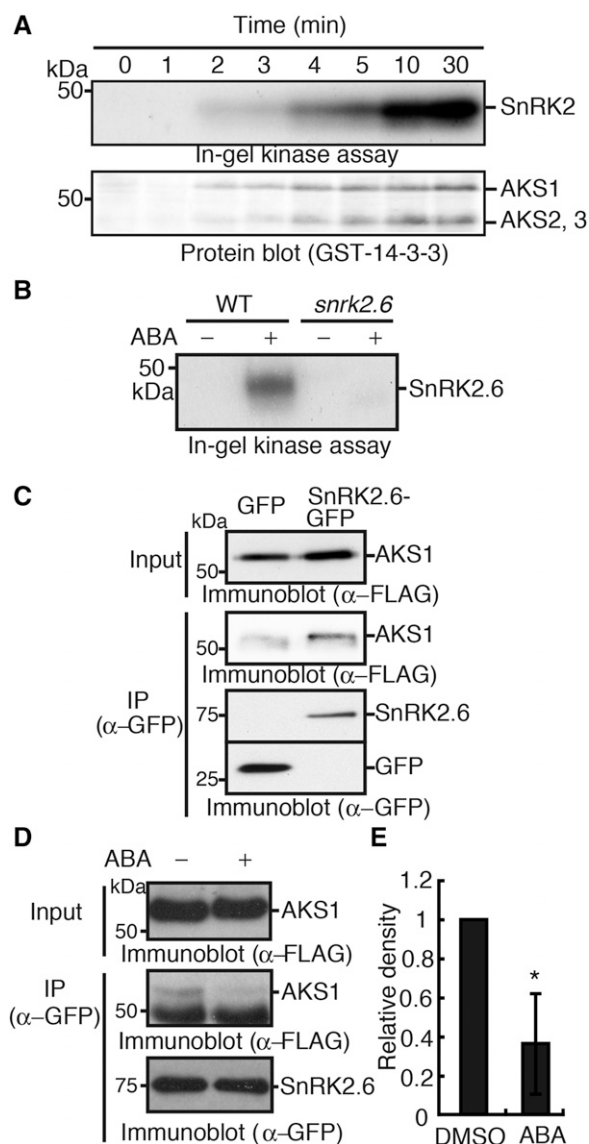 A
Time (min)
kDa 0 1 2 3 4 5 10 30
50
SnRK2
In-gel kinase assay
50
AKS1
AKS2, 3
Protein blot (GST-14-3-3)
B
WT snrk2.6
ABA − + − +
50
kDa
SnRK2.6
In-gel kinase assay
C
GFP SnRK2.6-
GFP
kDa
Input
50
AKS1
Immunoblot (α–FLAG)
IP
(α–GFP)
50
AKS1
Immunoblot (α–FLAG)
75
SnRK2.6
25
GFP
Immunoblot (α–GFP)
D
ABA − +
kDa
Input
50
AKS1
Immunoblot (α–FLAG)
IP
(α–GFP)
50
AKS1
Immunoblot (α–FLAG)
75
SnRK2.6
Immunoblot (α–GFP)
E
Relative density
1.2
1
0.8
0.6
0.4
0.2
0
*
DMSO ABA